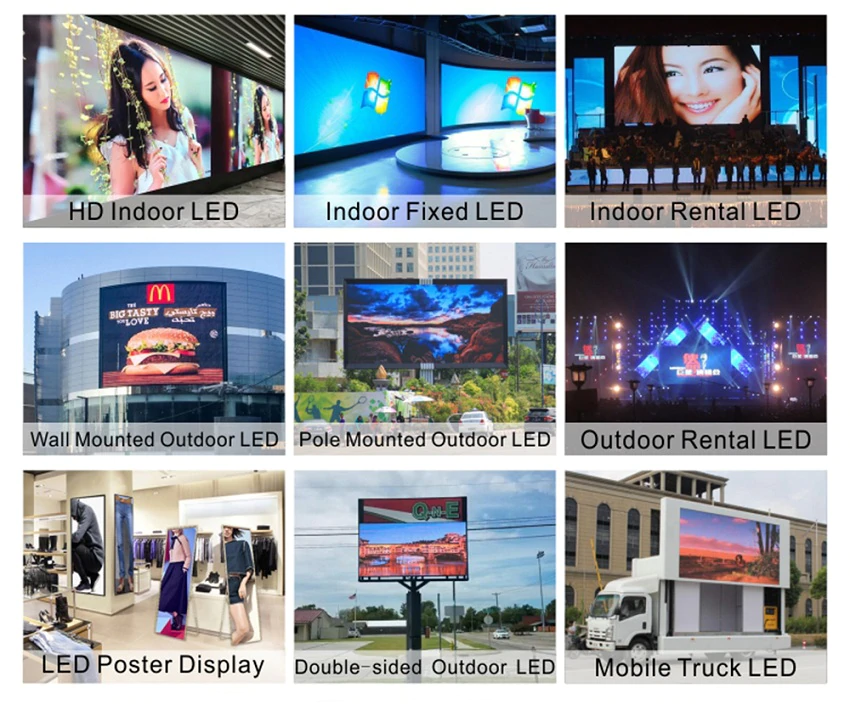 HD Indoor LED
Indoor Fixed LED
Indoor Rental LED
THE
BIG TASTY
YOU LOVE
Wall Mounted Outdoor LED
Pole Mounted Outdoor LED
Outdoor Rental LED
LED Poster Display
Double-sided Outdoor LED
Mobile Truck LED